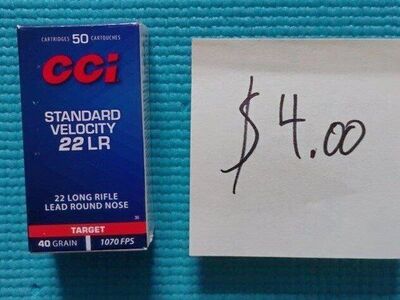 CARTRIDGES 50 CARTOUCHES
CCi
STANDARD
VELOCITY
22 LR
22 LONG RIFLE
LEAD ROUND NOSE
TARGET
40 GRAIN 1070 FPS
$4.00